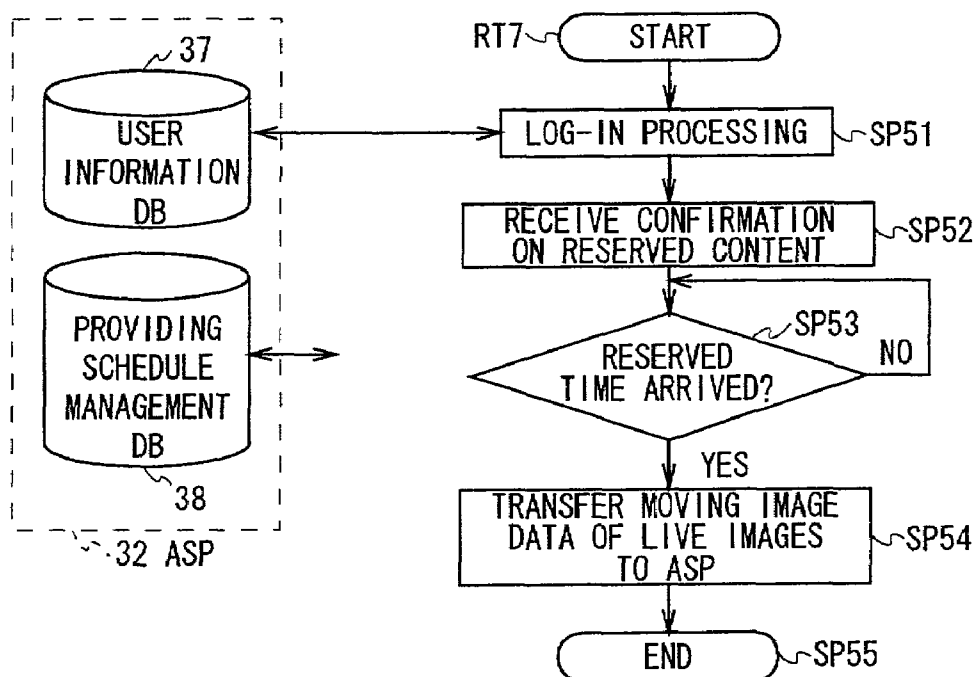 37
USER
INFORMATION
DB
PROVIDING
SCHEDULE
MANAGEMENT
DB
38
32 ASP
RT7
START
LOG-IN PROCESSING
SP51
RECEIVE CONFIRMATION
ON RESERVED CONTENT
SP52
SP53
RESERVED
TIME ARRIVED?
NO
YES
TRANSFER MOVING IMAGE
DATA OF LIVE IMAGES
TO ASP
SP54
END
SP55